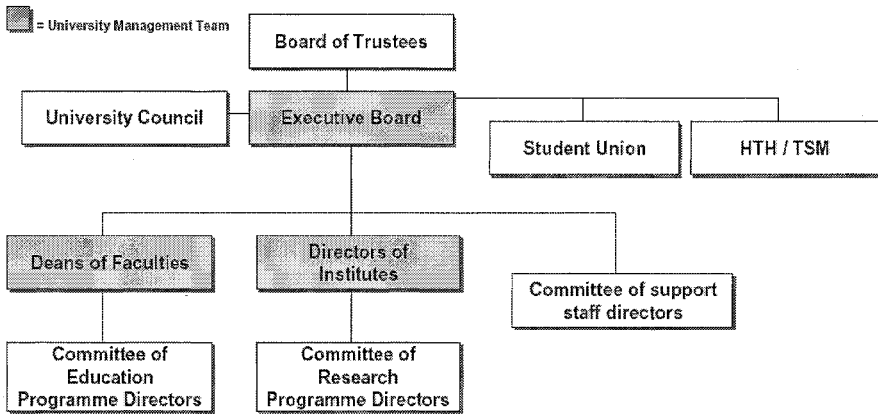 = University Management Team
Board of Trustees
University Council
Executive Board
Student Union
HTH / TSM
Deans of Faculties
Directors of
Institutes
Committee of support
staff directors
Committee of
Education
Programme Directors
Committee of
Research
Programme Directors